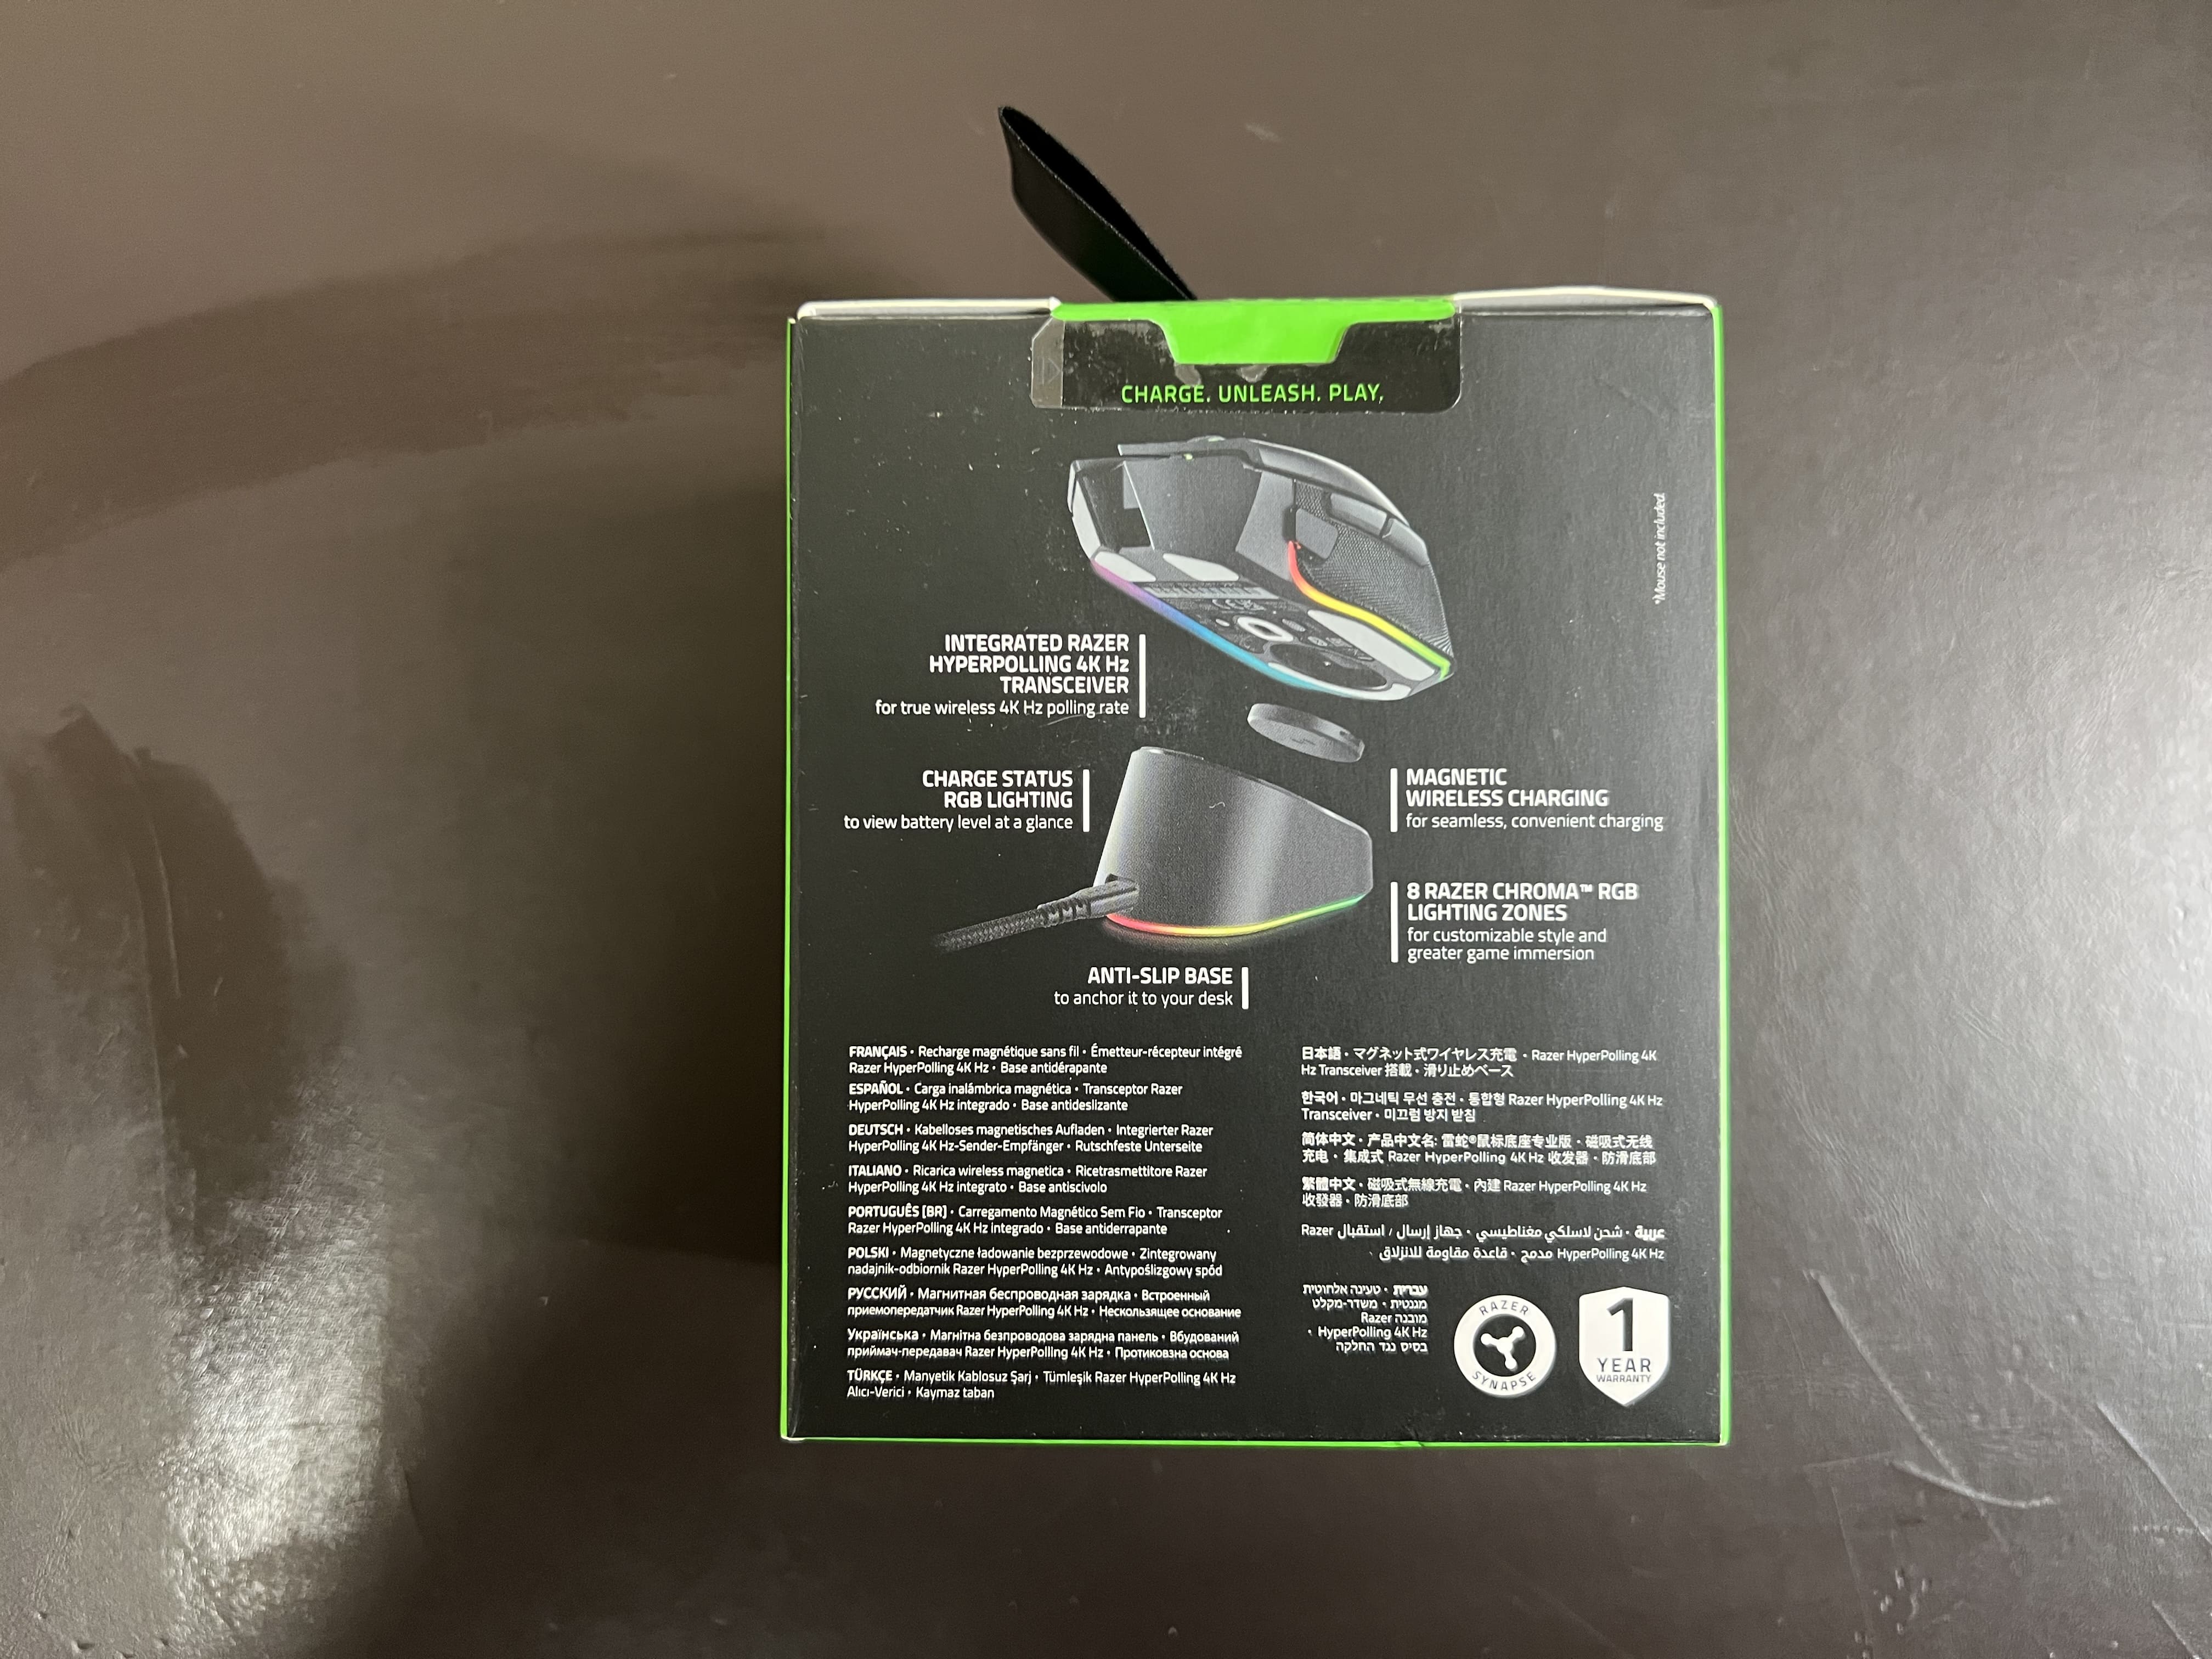 CHARGE. UNLEASH. PLAY.
*Mouse not included.
INTEGRATED RAZER
HYPERPOLLING 4K Hz
TRANSCEIVER
for true wireless 4K Hz polling rate
CHARGE STATUS
RGB LIGHTING
to view battery level at a glance
MAGNETIC
WIRELESS CHARGING
for seamless, convenient charging
8 RAZER CHROMA™ RGB
LIGHTING ZONES
for customizable style and
greater game immersion
ANTI-SLIP BASE
to anchor it to your desk
FRANÇAIS • Recharge magnétique sans fil • Émetteur-récepteur intégré
Razer HyperPolling 4K Hz • Base antidérapante
ESPAÑOL • Carga inalámbrica magnética • Transceptor Razer
HyperPolling 4K Hz integrado • Base antideslizante
DEUTSCH • Kabelloses magnetisches Aufladen • Integrierter Razer
HyperPolling 4K Hz-Sender-Empfänger • Rutschfeste Unterseite
ITALIANO • Ricarica wireless magnetica • Ricetrasmettitore Razer
HyperPolling 4K Hz integrato • Base antiscivolo
PORTUGUÊS [BR] • Carregamento Magnético Sem Fio • Transceptor
Razer HyperPolling 4K Hz integrado • Base antiderrapante
POLSKI • Magnetyczne ładowanie bezprzewodowe • Zintegrowany
nadajnik-odbiornik Razer HyperPolling 4K Hz • Antypoślizgowy spód
РУССКИЙ • Магнитная беспроводная зарядка • Встроенный
приемопередатчик Razer HyperPolling 4K Hz • Нескользящее основание
Українська • Магнітна безпроводова зарядна панель • Вбудований
приймач-передавач Razer HyperPolling 4K Hz • Протиковзна основа
TÜRKÇE • Manyetik Kablosuz Şarj • Tümleşik Razer HyperPolling 4K Hz
Alıcı-Verici • Kaymaz taban
日本語 • マグネット式ワイヤレス充電 • Razer HyperPolling 4K
Hz Transceiver 搭載 • 滑り止めベース
한국어 • 마그네틱 무선 충전 • 통합형 Razer HyperPolling 4K Hz
Transceiver • 미끄럼 방지 받침
简体中文 • 产品中文名: 雷蛇®鼠标底座专业版 • 磁吸式无线
充电 • 集成式 Razer HyperPolling 4K Hz 收发器 • 防滑底部
繁體中文 • 磁吸式無線充電 • 內建 Razer HyperPolling 4K Hz
收發器 • 防滑底部
عربية • شحن لاسلكي مغناطيسي • جهاز إرسال / استقبال Razer
HyperPolling 4K Hz مدمج • قاعدة مقاومة للانزلاق
עברית • טעינה אלחוטית
מגנטית • משדר-מקלט
מובנה Razer
HyperPolling 4K Hz •
בסיס נגד החלקה
RAZER
SYNAPSE
1
YEAR
WARRANTY